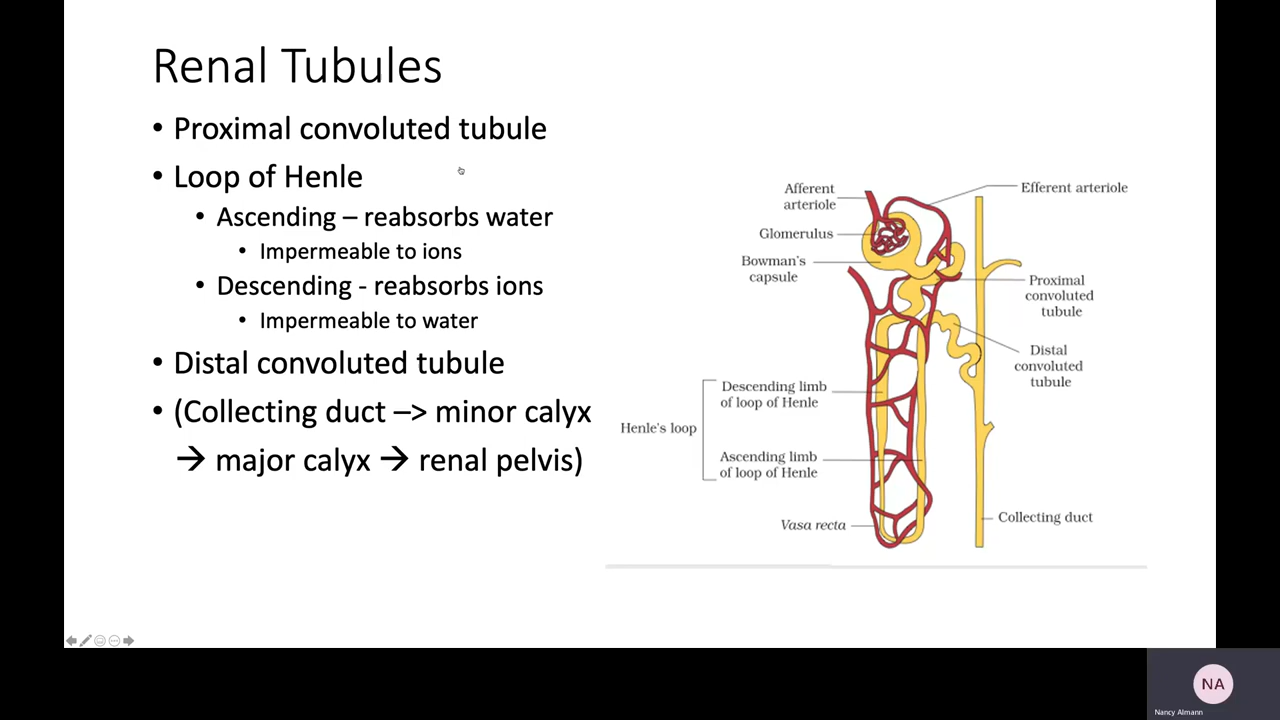 Renal Tubules
• Proximal convoluted tubule
• Loop of Henle
• Ascending – reabsorbs water
• Impermeable to ions
• Descending - reabsorbs ions
• Impermeable to water
• Distal convoluted tubule
• (Collecting duct –> minor calyx
→ major calyx → renal pelvis)
Afferent
arteriole
Efferent arteriole
Glomerulus
Bowman's
capsule
Proximal
convoluted
tubule
Distal
convoluted
tubule
Descending limb
of loop of Henle
Henle's loop
Ascending limb
of loop of Henle
Vasa recta
Collecting duct
NA
Nancy Almann